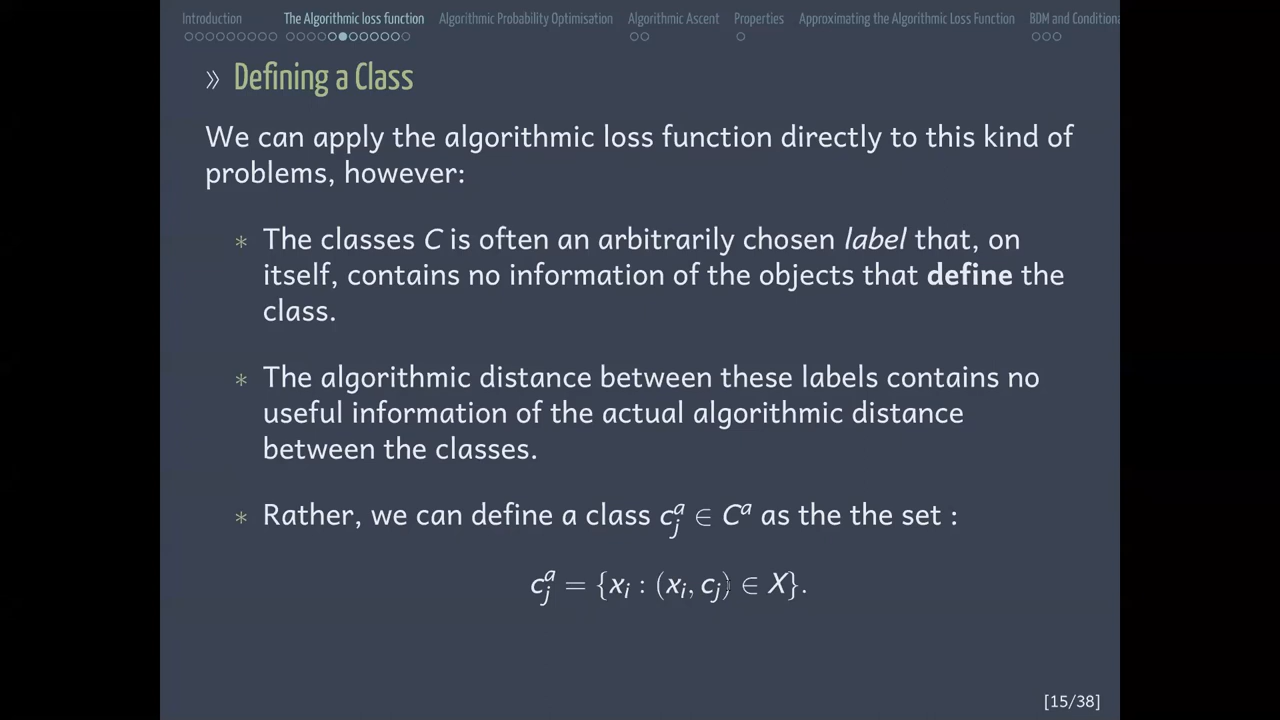 Introduction The Algorithmic loss function Algorithmic Probability Optimisation Algorithmic Ascent Properties Approximating the Algorithmic Loss Function BDM and Conditiona
» Defining a Class
We can apply the algorithmic loss function directly to this kind of
problems, however:
* The classes C is often an arbitrarily chosen label that, on
itself, contains no information of the objects that define the
class.
* The algorithmic distance between these labels contains no
useful information of the actual algorithmic distance
between the classes.
* Rather, we can define a class c_j^a ∈ C^a as the the set :
c_j^a = {x_i : (x_i, c_j) ∈ X}.
[15/38]